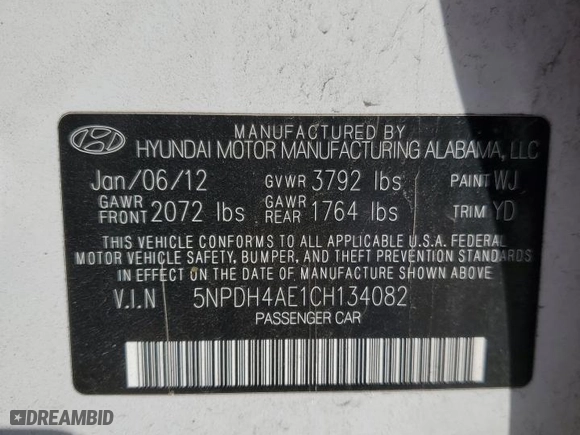 MANUFACTURED BY
HYUNDAI MOTOR MANUFACTURING ALABAMA, LLC
Jan/06/12 GVWR 3792 lbs PAINT WJ
GAWR FRONT 2072 lbs GAWR REAR 1764 lbs TRIM YD
THIS VEHICLE CONFORMS TO ALL APPLICABLE U.S.A. FEDERAL
MOTOR VEHICLE SAFETY, BUMPER, AND THEFT PREVENTION STANDARDS
IN EFFECT ON THE DATE OF MANUFACTURE SHOWN ABOVE.
V.I.N 5NPDH4AE1CH134082
PASSENGER CAR
DREAMBID